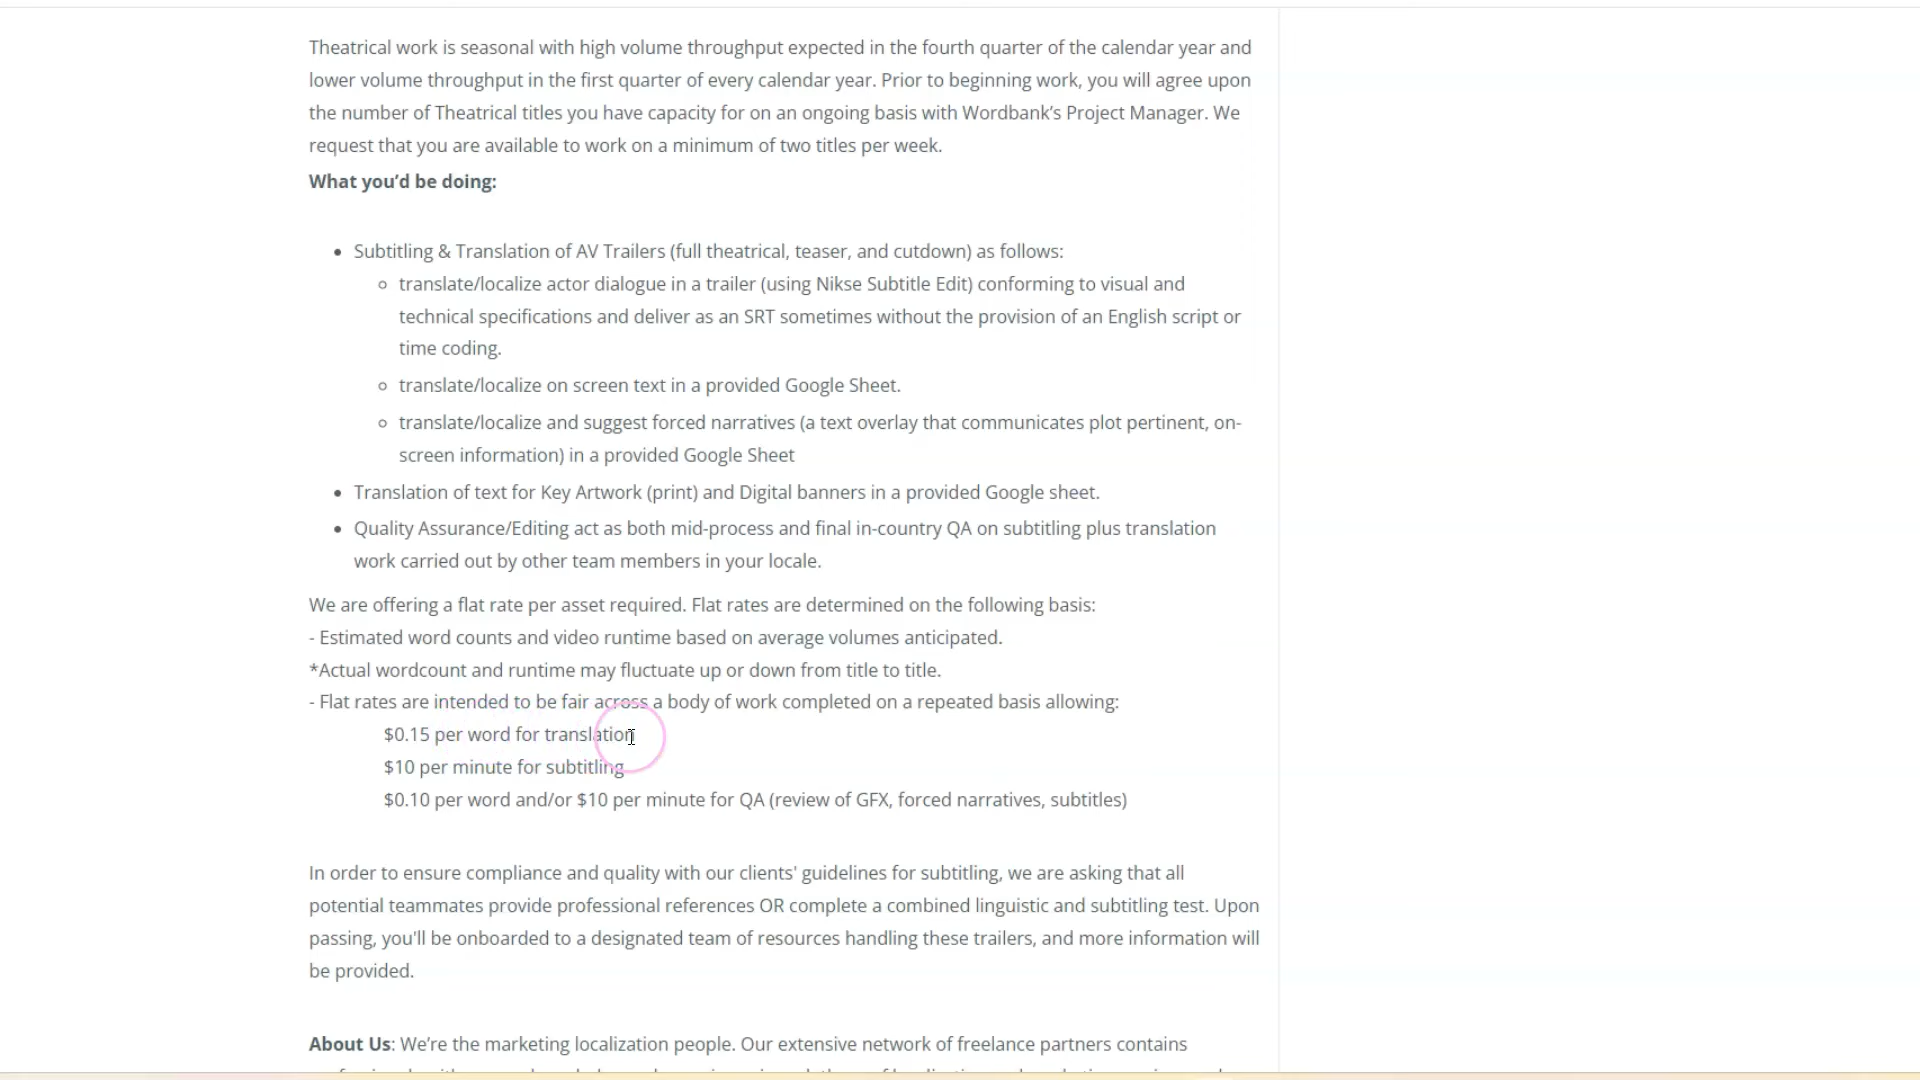 Theatrical work is seasonal with high volume throughput expected in the fourth quarter of the calendar year and
lower volume throughput in the first quarter of every calendar year. Prior to beginning work, you will agree upon
the number of Theatrical titles you have capacity for on an ongoing basis with Wordbank’s Project Manager. We
request that you are available to work on a minimum of two titles per week.
What you’d be doing:
• Subtitling & Translation of AV Trailers (full theatrical, teaser, and cutdown) as follows:
◦ translate/localize actor dialogue in a trailer (using Nikse Subtitle Edit) conforming to visual and
technical specifications and deliver as an SRT sometimes without the provision of an English script or
time coding.
◦ translate/localize on screen text in a provided Google Sheet.
◦ translate/localize and suggest forced narratives (a text overlay that communicates plot pertinent, on-
screen information) in a provided Google Sheet
• Translation of text for Key Artwork (print) and Digital banners in a provided Google sheet.
• Quality Assurance/Editing act as both mid-process and final in-country QA on subtitling plus translation
work carried out by other team members in your locale.
We are offering a flat rate per asset required. Flat rates are determined on the following basis:
- Estimated word counts and video runtime based on average volumes anticipated.
*Actual wordcount and runtime may fluctuate up or down from title to title.
- Flat rates are intended to be fair across a body of work completed on a repeated basis allowing:
$0.15 per word for translation
$10 per minute for subtitling
$0.10 per word and/or $10 per minute for QA (review of GFX, forced narratives, subtitles)
In order to ensure compliance and quality with our clients' guidelines for subtitling, we are asking that all
potential teammates provide professional references OR complete a combined linguistic and subtitling test. Upon
passing, you'll be onboarded to a designated team of resources handling these trailers, and more information will
be provided.
About Us: We’re the marketing localization people. Our extensive network of freelance partners contains